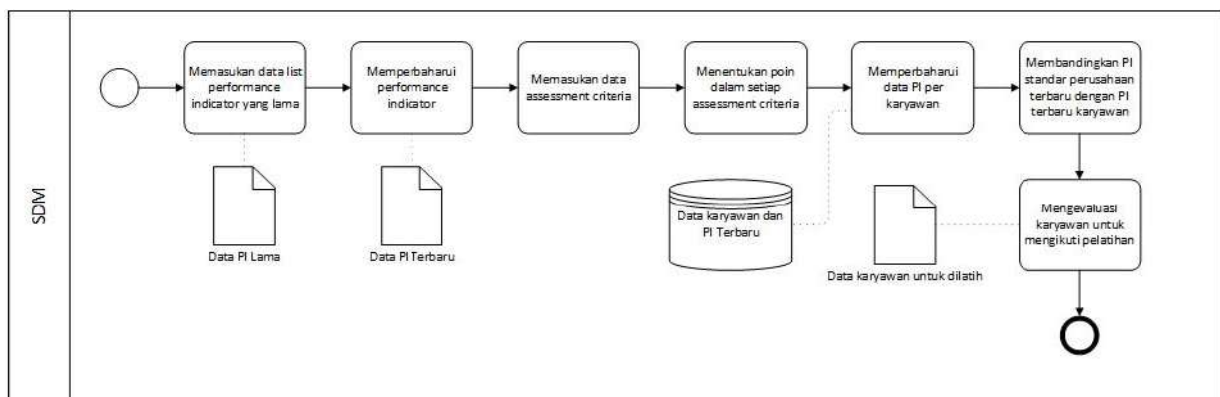 SDM
Memasukan data list
performance
indicator yang lama
Memperbaharui
performance
indicator
Memasukan data
assessment criteria
Menentukan poin
dalam setiap
assessment criteria
Memperbaharui
data PI per
karyawan
Membandingkan PI
standar perusahaan
terbaru dengan PI
terbaru karyawan
Data PI Lama
Data PI Terbaru
Data karyawan dan
PI Terbaru
Data karyawan untuk dilatih
Mengevaluasi
karyawan untuk
mengikuti pelatihan